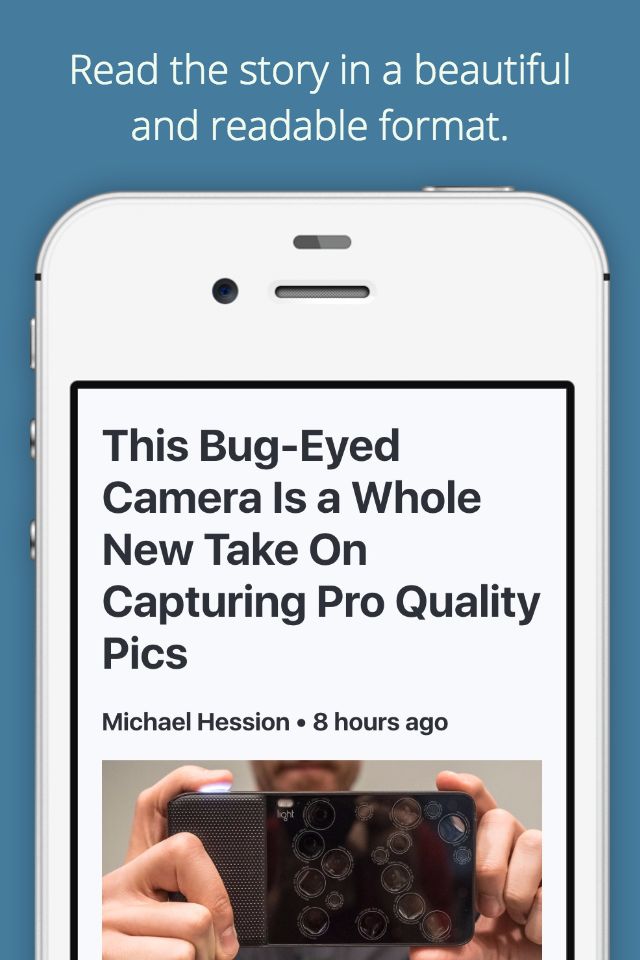 Read the story in a beautiful
and readable format.
This Bug-Eyed
Camera Is a Whole
New Take On
Capturing Pro Quality
Pics
Michael Hession • 8 hours ago
light